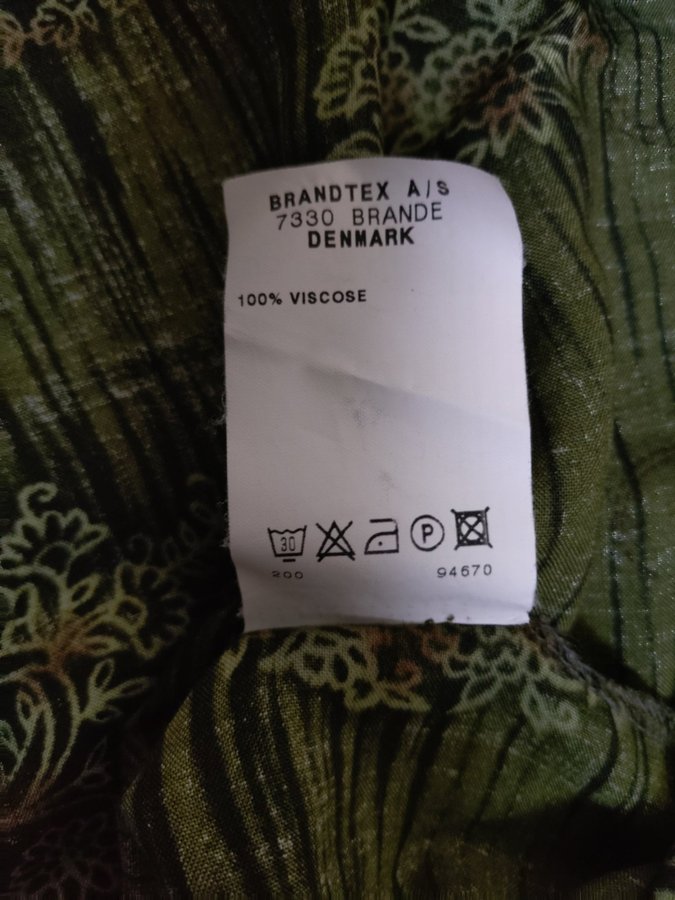 BRANDTEX A/S
7330 BRANDE
DENMARK
100% VISCOSE
30 P
200 94670